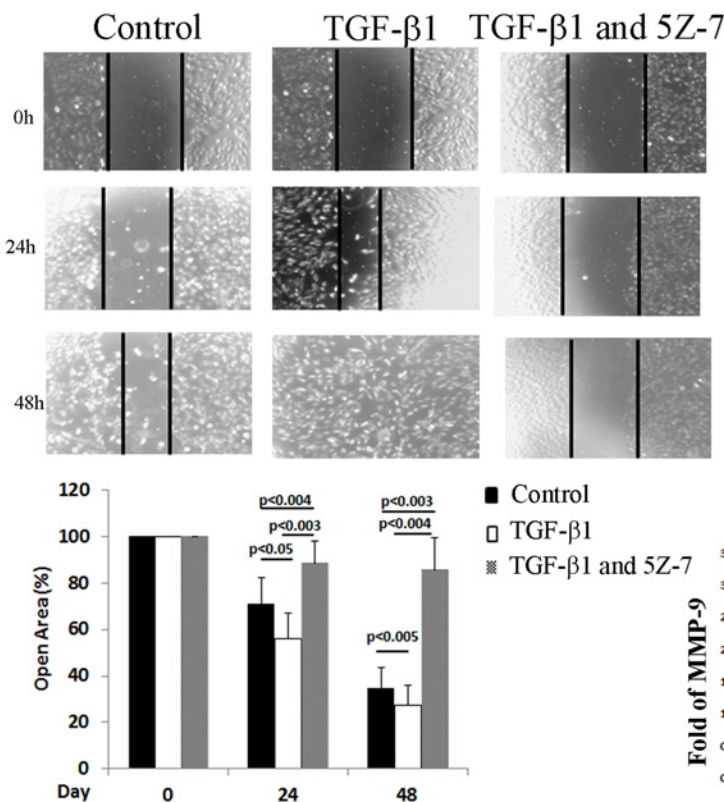 Control
TGF-β1
TGF-β1 and 5Z-7
0h
24h
48h
120
100
80
60
40
20
0
Open Area(%)
p<0.004
p<0.003
p<0.05
p<0.003
p<0.004
p<0.005
Day
0
24
48
Control
TGF-β1
TGF-β1 and 5Z-7
Fold of MMP-9